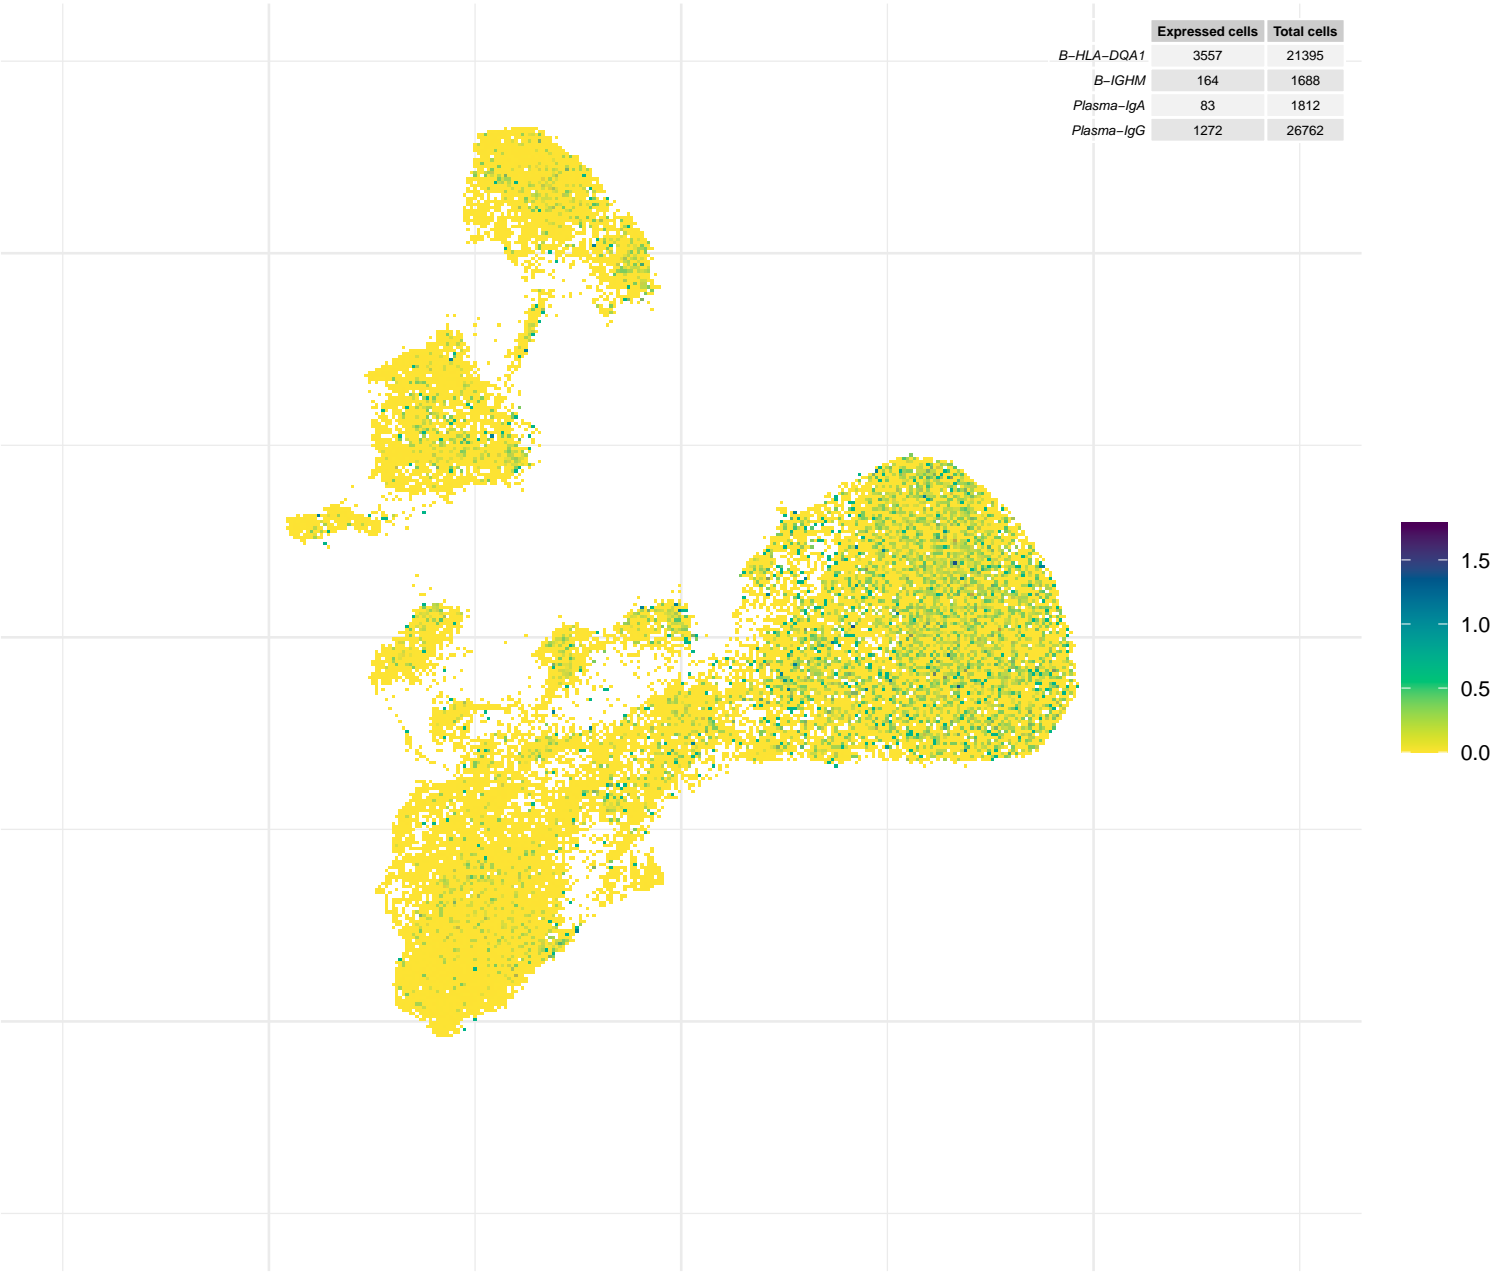 Expressed cells Total cells
B−HLA−DQA1 3557 21395
B−IGHM 164 1688
Plasma−IgA 83 1812
Plasma−IgG 1272 26762
1.5
1.0
0.5
0.0